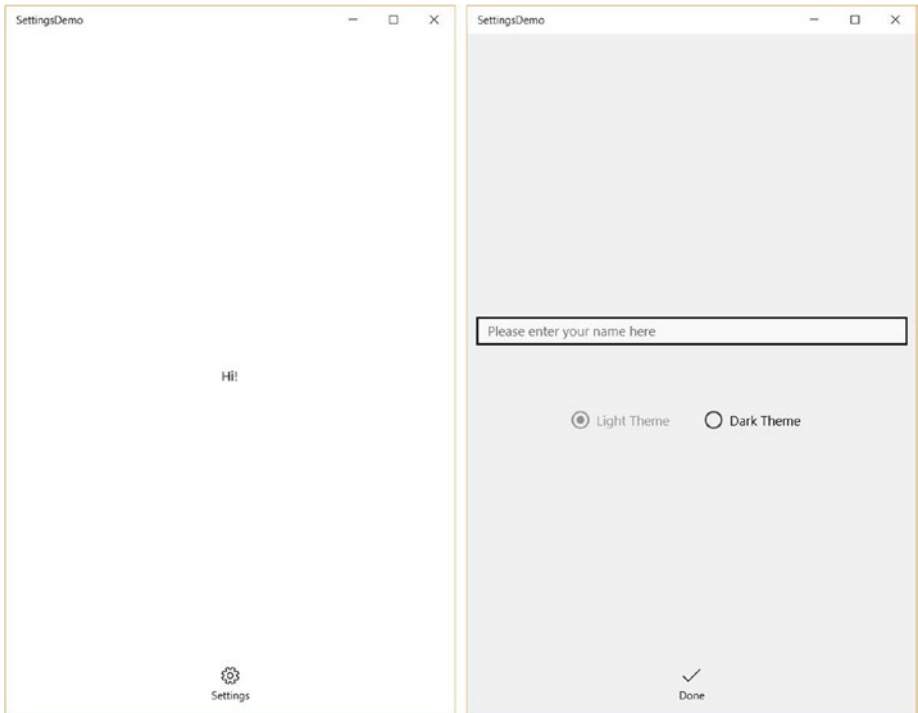 SettingsDemo
Hi!
Settings
SettingsDemo
Please enter your name here
Light Theme
Dark Theme
Done